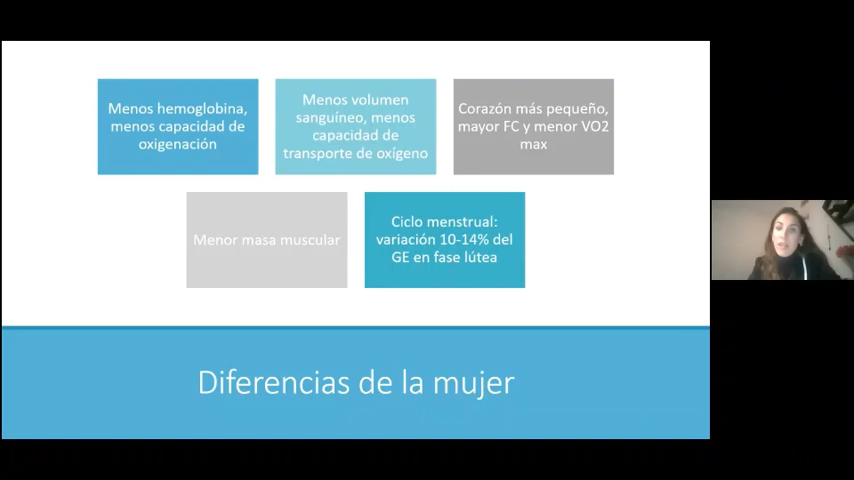 Menos hemoglobina,
menos capacidad de
oxigenación
Menos volumen
sanguíneo, menos
capacidad de
transporte de oxígeno
Corazón más pequeño,
mayor FC y menor VO2
max
Menor masa muscular
Ciclo menstrual:
variación 10-14% del
GE en fase lútea
Diferencias de la mujer